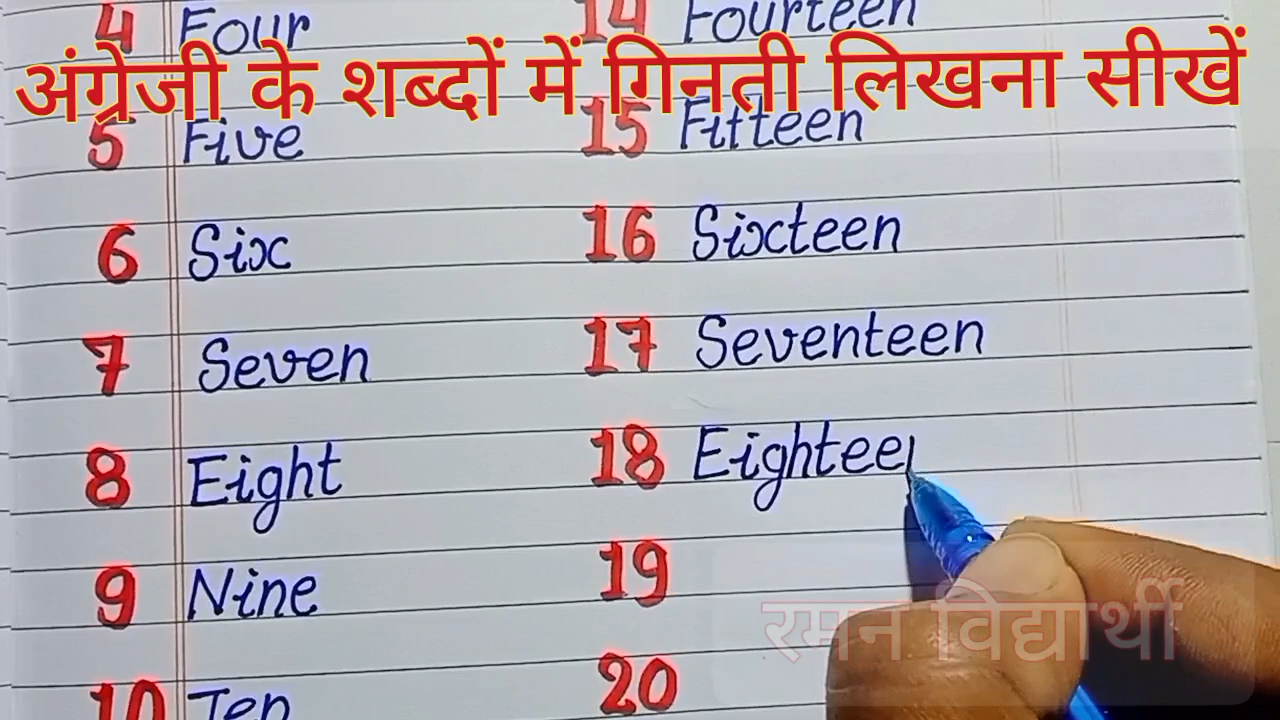 4 Four 14 Fourteen
अंग्रेजी के शब्दों में गिनती लिखना सीखें
5 Five 15 Fifteen
6 Six 16 Sixteen
7 Seven 17 Seventeen
8 Eight 18 Eighteen
9 Nine 19
10 Ten 20
रमन विद्यार्थी